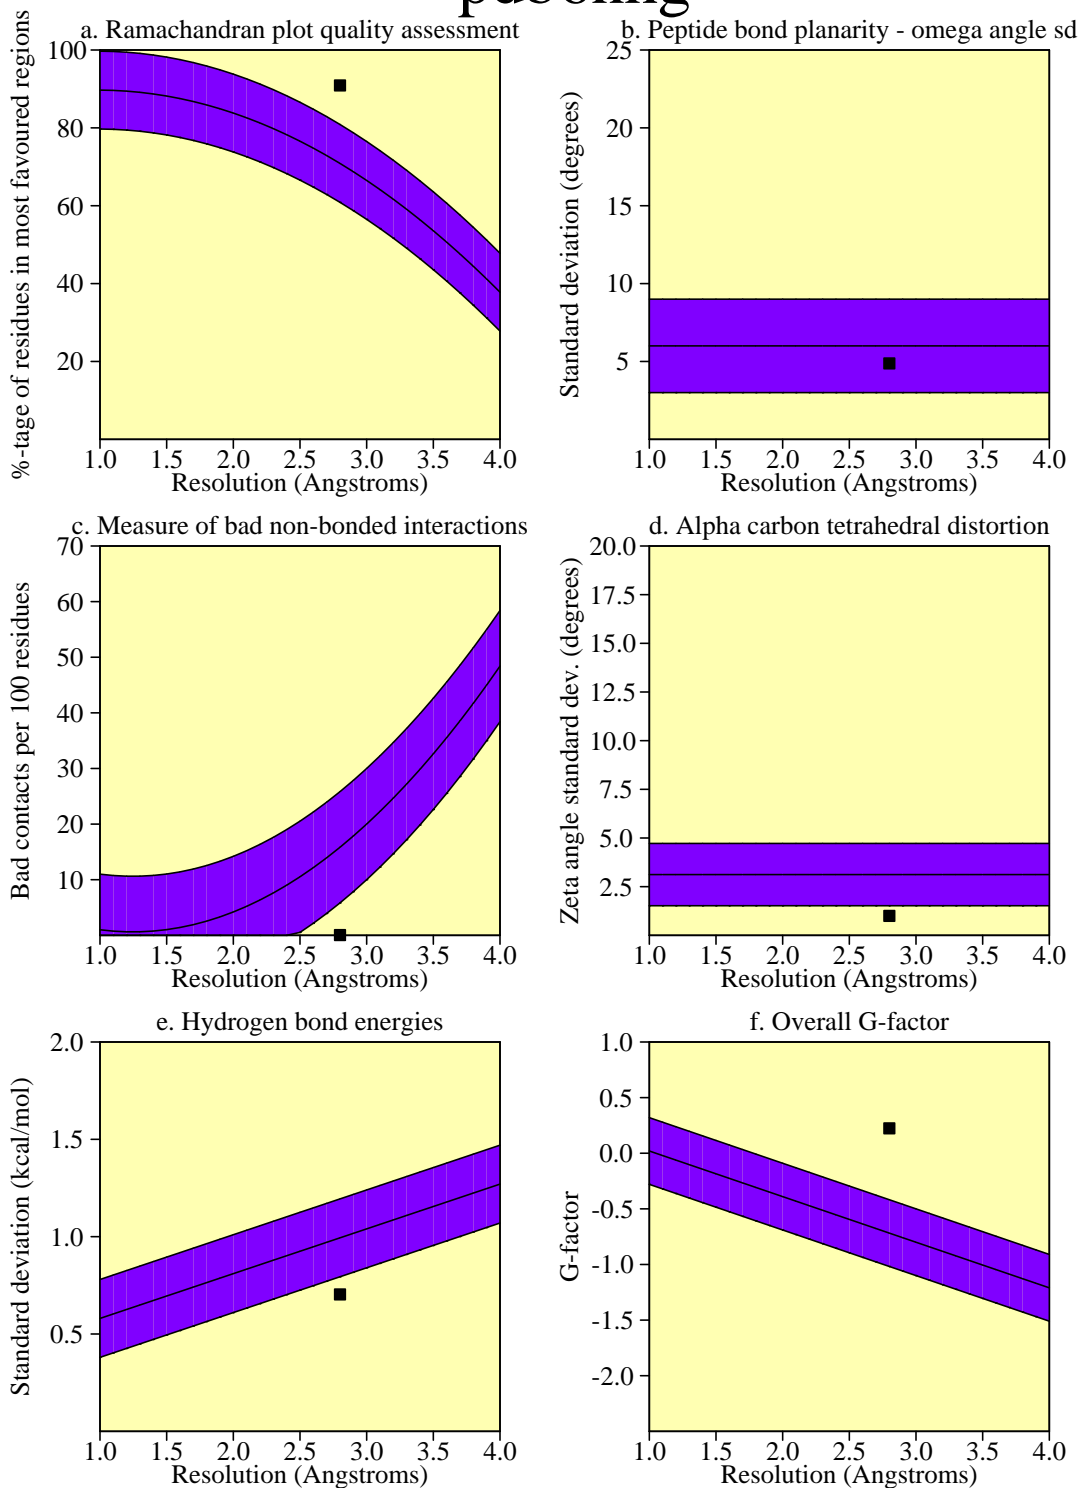 a. Ramachandran plot quality assessment
%-tage of residues in most favoured regions
100
80
60
40
20
1.0 1.5 2.0 2.5 3.0 3.5 4.0
Resolution (Angstroms)
b. Peptide bond planarity - omega angle sd
Standard deviation (degrees)
25
20
15
10
5
1.0 1.5 2.0 2.5 3.0 3.5 4.0
Resolution (Angstroms)
c. Measure of bad non-bonded interactions
Bad contacts per 100 residues
70
60
50
40
30
20
10
1.0 1.5 2.0 2.5 3.0 3.5 4.0
Resolution (Angstroms)
d. Alpha carbon tetrahedral distortion
Zeta angle standard dev. (degrees)
20.0
17.5
15.0
12.5
10.0
7.5
5.0
2.5
1.0 1.5 2.0 2.5 3.0 3.5 4.0
Resolution (Angstroms)
e. Hydrogen bond energies
Standard deviation (kcal/mol)
2.0
1.5
1.0
0.5
1.0 1.5 2.0 2.5 3.0 3.5 4.0
Resolution (Angstroms)
f. Overall G-factor
G-factor
1.0
0.5
0.0
-0.5
-1.0
-1.5
-2.0
1.0 1.5 2.0 2.5 3.0 3.5 4.0
Resolution (Angstroms)